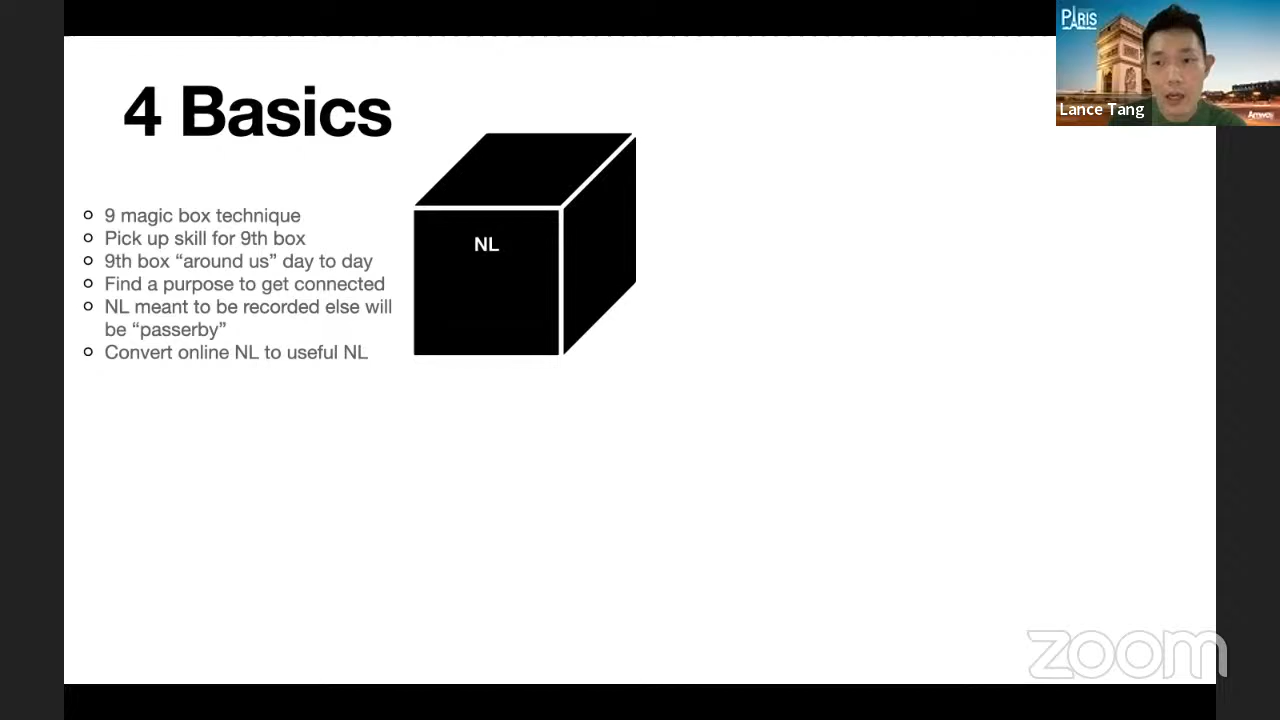 4 Basics
9 magic box technique
Pick up skill for 9th box
9th box “around us” day to day
Find a purpose to get connected
NL meant to be recorded else will
be “passerby”
Convert online NL to useful NL
NL
PARIS
Lance Tang
Amway
zoom